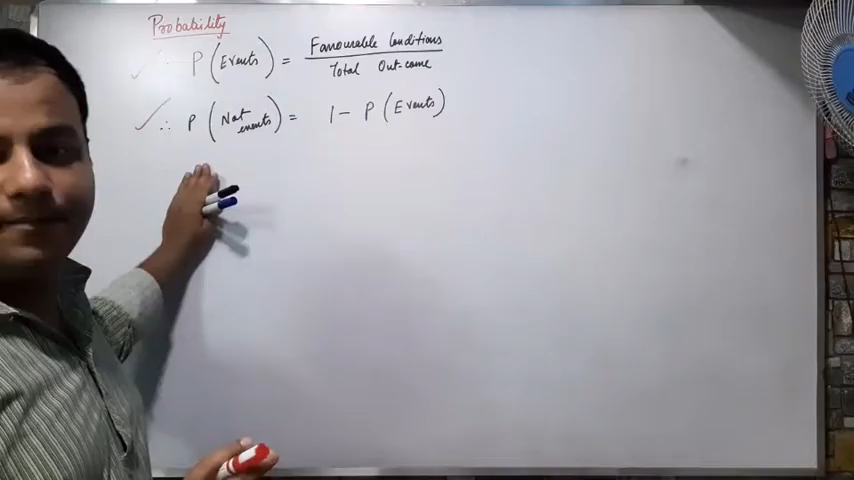 Probability
P (Events) = Favourable Conditions / Total Out-come
∴ P (Not events) = 1 - P (Events)